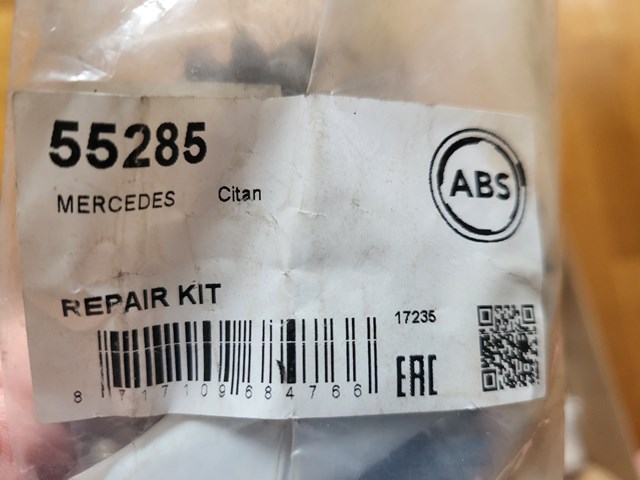 55285
MERCEDES Citan
ABS
REPAIR KIT
17235
8 717109 684766
EAC